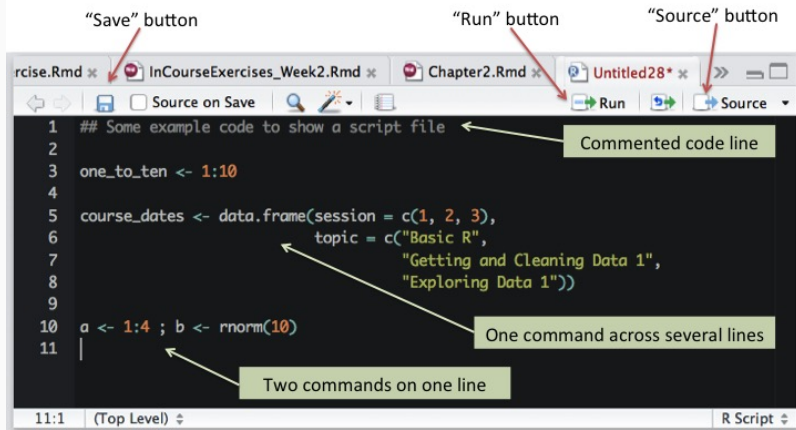 “Save” button “Run” button “Source” button
rcise.Rmd × InCourseExercises_Week2.Rmd × Chapter2.Rmd × Untitled28* ×
Source on Save Run Source
1 ## Some example code to show a script file
Commented code line
2
3 one_to_ten <- 1:10
4
5 course_dates <- data.frame(session = c(1, 2, 3),
6 topic = c("Basic R",
7 "Getting and Cleaning Data 1",
8 "Exploring Data 1"))
9
10 a <- 1:4 ; b <- rnorm(10)
One command across several lines
11
Two commands on one line
11:1 (Top Level) R Script